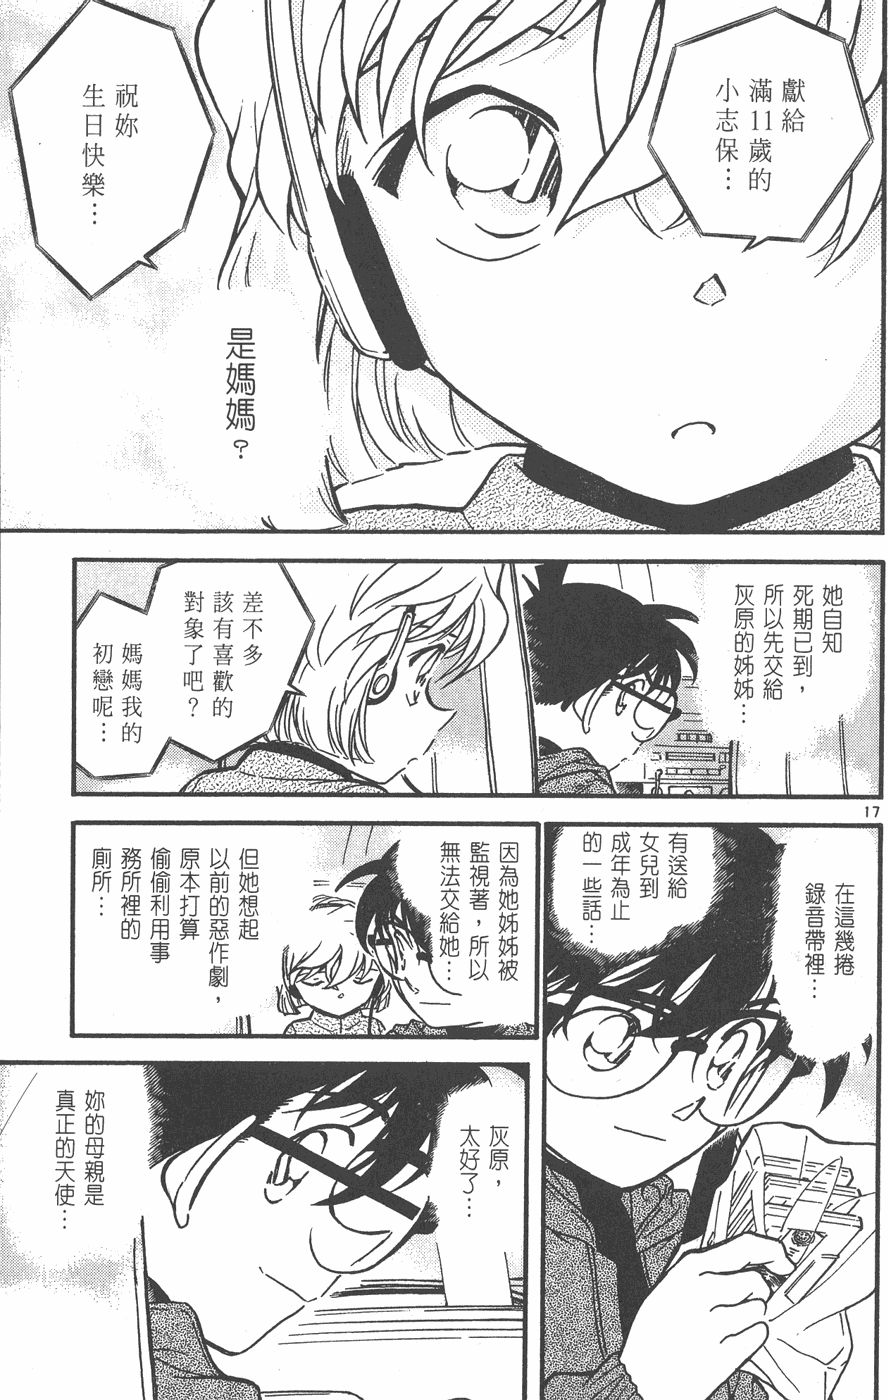 獻給
滿11歲的
小志保…
祝妳
生日快樂…
是媽媽？
她自知
死期已到，
所以先交給
灰原的姊姊…
差不多
該有喜歡的
對象了吧？
媽媽我的
初戀呢…
17
在這幾捲
錄音帶裡…
有送給
女兒到
成年為止
的一些話…
因為她姊姊被
監視著，所以
無法交給她…
但她想起
以前的惡作劇，
原本打算
偷偷利用事
務所裡的
廁所…
灰原，
太好了…
妳的母親是
真正的天使…